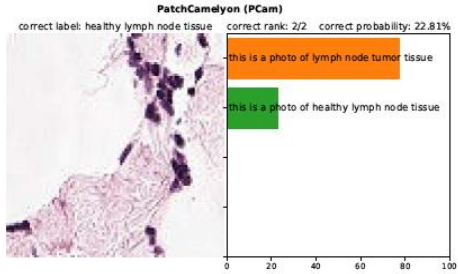 PatchCamelyon (PCam)
correct label: healthy lymph node tissue
correct rank: 2/2 correct probability: 22.81%
this is a photo of lymph node tumor tissue
this is a photo of healthy lymph node tissue
0 20 40 60 80 100